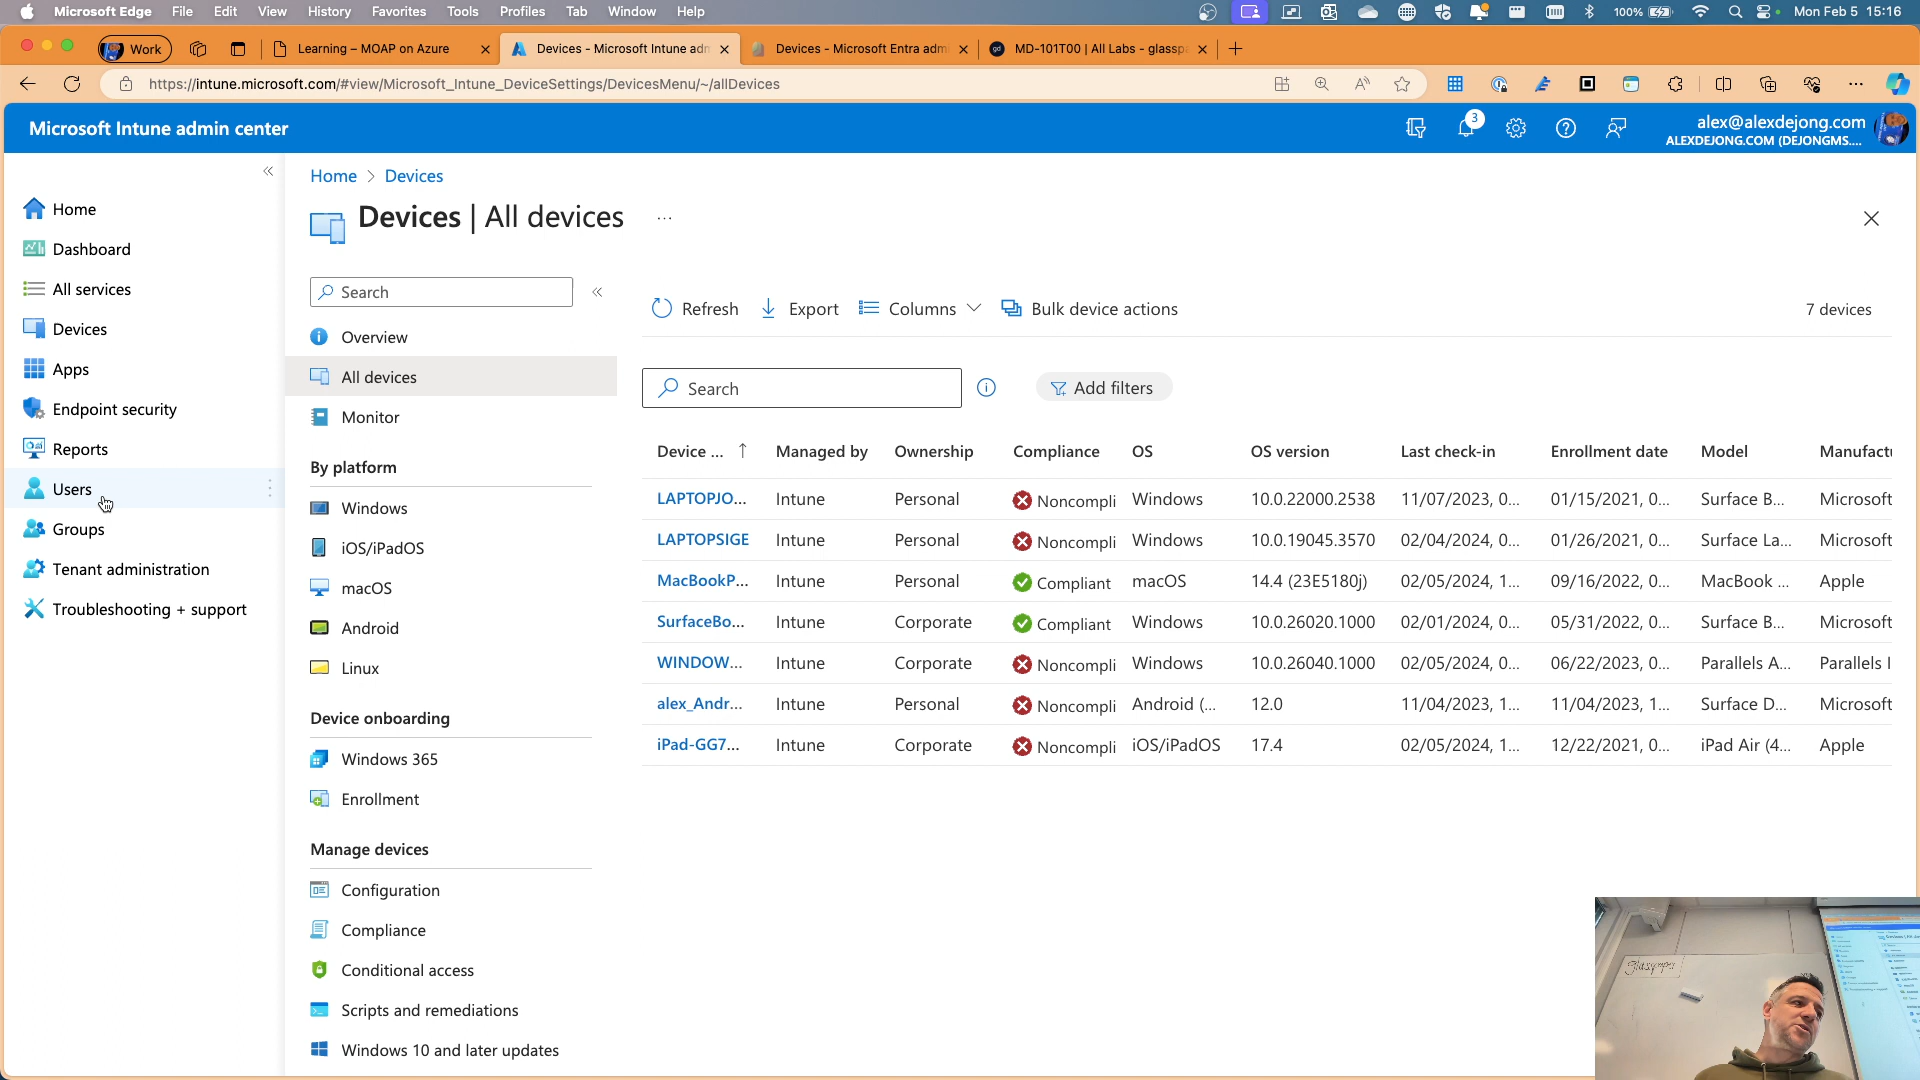 Microsoft Edge File Edit View History Favorites Tools Profiles Tab Window Help 100% Mon Feb 5 15:16
Work Learning – MOAP on Azure Devices - Microsoft Intune adm Devices - Microsoft Entra adm MD-101T00 | All Labs - glassp
https://intune.microsoft.com/#view/Microsoft_Intune_DeviceSettings/DevicesMenu/~/allDevices
Microsoft Intune admin center
3
alex@alexdejong.com
ALEXDEJONG.COM (DEJONGMS....
Home
Dashboard
All services
Devices
Apps
Endpoint security
Reports
Users
Groups
Tenant administration
Troubleshooting + support
Home > Devices
Devices | All devices ...
Search
Overview
All devices
Monitor
By platform
Windows
iOS/iPadOS
macOS
Android
Linux
Device onboarding
Windows 365
Enrollment
Manage devices
Configuration
Compliance
Conditional access
Scripts and remediations
Windows 10 and later updates
Refresh Export Columns Bulk device actions 7 devices
Search Add filters
Device ... ↑ Managed by Ownership Compliance OS OS version Last check-in Enrollment date Model Manufactu
LAPTOPJO... Intune Personal Noncompli Windows 10.0.22000.2538 11/07/2023, 0... 01/15/2021, 0... Surface B... Microsoft
LAPTOPSIGE Intune Personal Noncompli Windows 10.0.19045.3570 02/04/2024, 0... 01/26/2021, 0... Surface La... Microsoft
MacBookP... Intune Personal Compliant macOS 14.4 (23E5180j) 02/05/2024, 1... 09/16/2022, 0... MacBook ... Apple
SurfaceBo... Intune Corporate Compliant Windows 10.0.26020.1000 02/01/2024, 0... 05/31/2022, 0... Surface B... Microsoft
WINDOW... Intune Corporate Noncompli Windows 10.0.26040.1000 02/05/2024, 0... 06/22/2023, 0... Parallels A... Parallels I
alex_Andr... Intune Personal Noncompli Android (... 12.0 11/04/2023, 1... 11/04/2023, 1... Surface D... Microsoft
iPad-GG7... Intune Corporate Noncompli iOS/iPadOS 17.4 02/05/2024, 1... 12/22/2021, 0... iPad Air (4... Apple